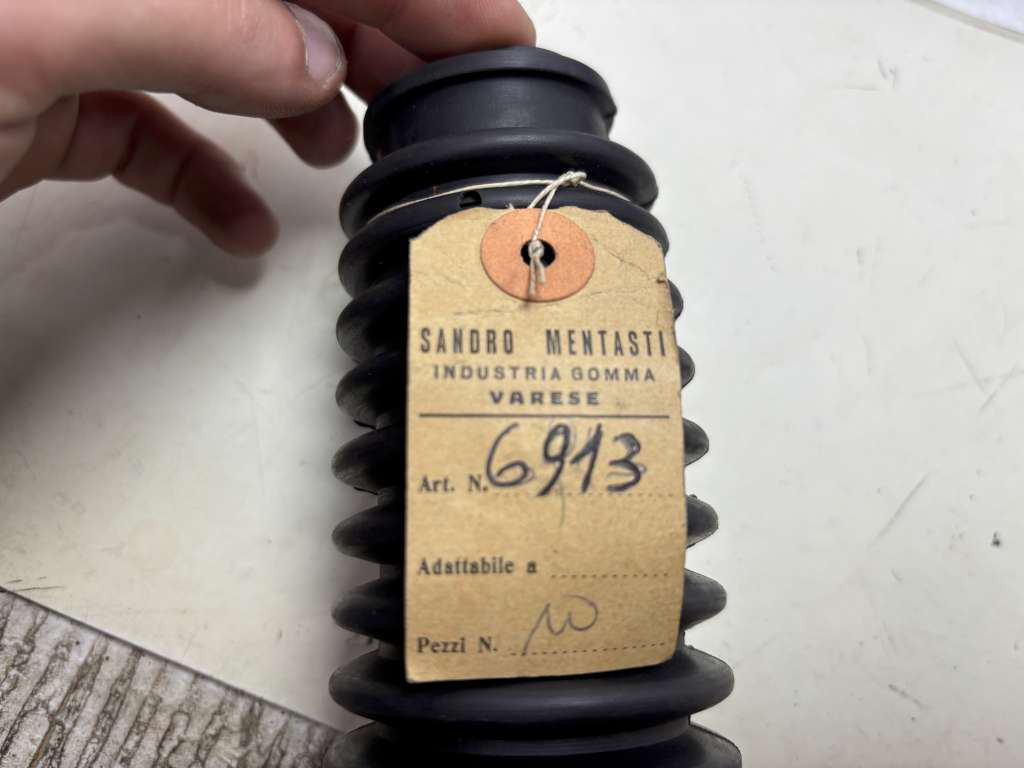 SANDRO MENTASTI
INDUSTRIA GOMMA
VARESE
Art. N. 6913
Adattabile a
Pezzi N. 10